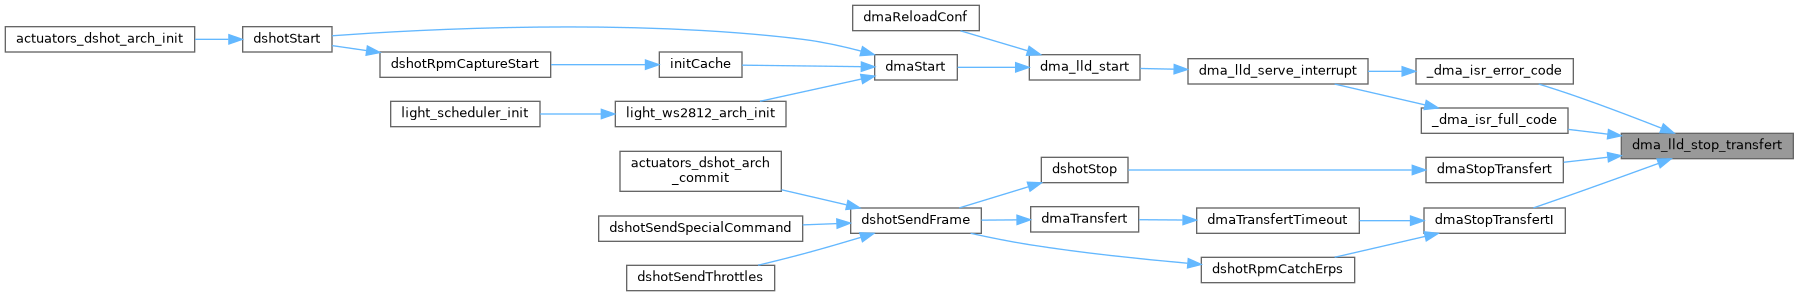 dmaReloadConf
actuators_dshot_arch_init
dshotStart
dshotRpmCaptureStart
initCache
dmaStart
dma_lld_start
dma_lld_serve_interrupt
_dma_isr_error_code
light_scheduler_init
light_ws2812_arch_init
_dma_isr_full_code
dma_lld_stop_transfert
actuators_dshot_arch
_commit
dshotStop
dmaStopTransfert
dshotSendFrame
dmaTransfert
dmaTransfertTimeout
dmaStopTransfertI
dshotSendSpecialCommand
dshotRpmCatchErps
dshotSendThrottles